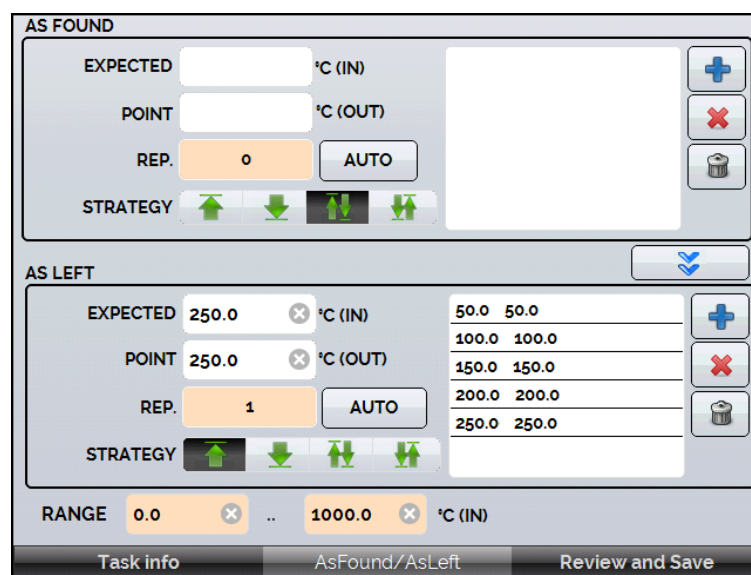 AS FOUND
EXPECTED °C (IN)
POINT °C (OUT)
REP. 0 AUTO
STRATEGY
AS LEFT
EXPECTED 250.0 °C (IN)
POINT 250.0 °C (OUT)
REP. 1 AUTO
STRATEGY
50.0 50.0
100.0 100.0
150.0 150.0
200.0 200.0
250.0 250.0
RANGE 0.0 .. 1000.0 °C (IN)
Task info AsFound/AsLeft Review and Save